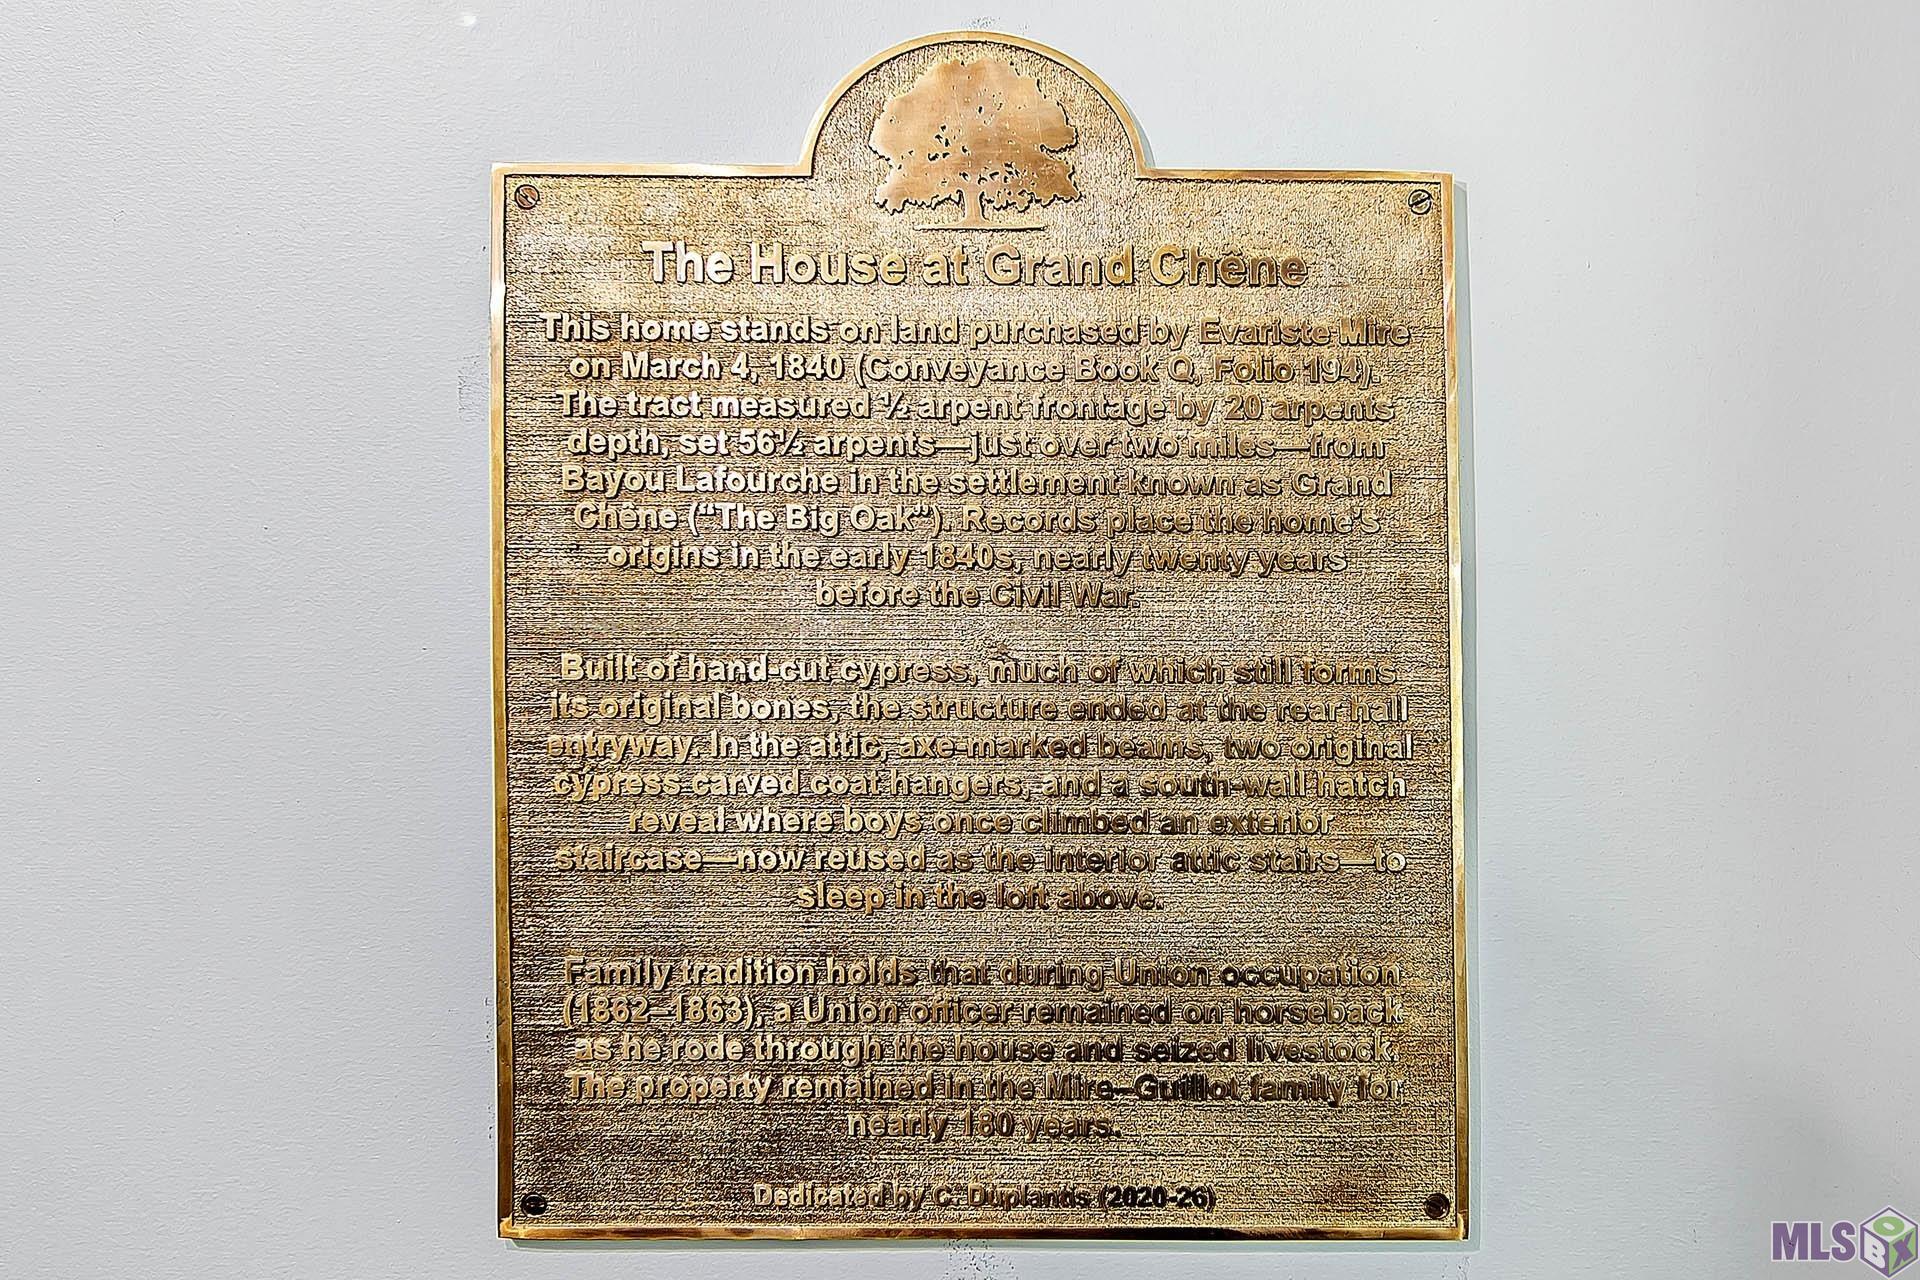 The House at Grand Chêne
This home stands on land purchased by Evariste Mire
on March 4, 1840 (Conveyance Book Q, Folio 194).
The tract measured ½ arpent frontage by 20 arpents
depth, set 56½ arpents—just over two miles—from
Bayou Lafourche in the settlement known as Grand
Chêne (“The Big Oak”). Records place the home’s
origins in the early 1840s, nearly twenty years
before the Civil War.
Built of hand-cut cypress, much of which still forms
its original bones, the structure ended at the rear hall
entryway. In the attic, axe-marked beams, two original
cypress carved coat hangers, and a south-wall hatch
reveal where boys once climbed an exterior
staircase—now reused as the interior attic stairs—to
sleep in the loft above.
Family tradition holds that during Union occupation
(1862–1863), a Union officer remained on horseback
as he rode through the house and seized livestock.
The property remained in the Mire–Guillot family for
nearly 180 years.
Dedicated by C. Duplantis (2020-26)
MLS BOX